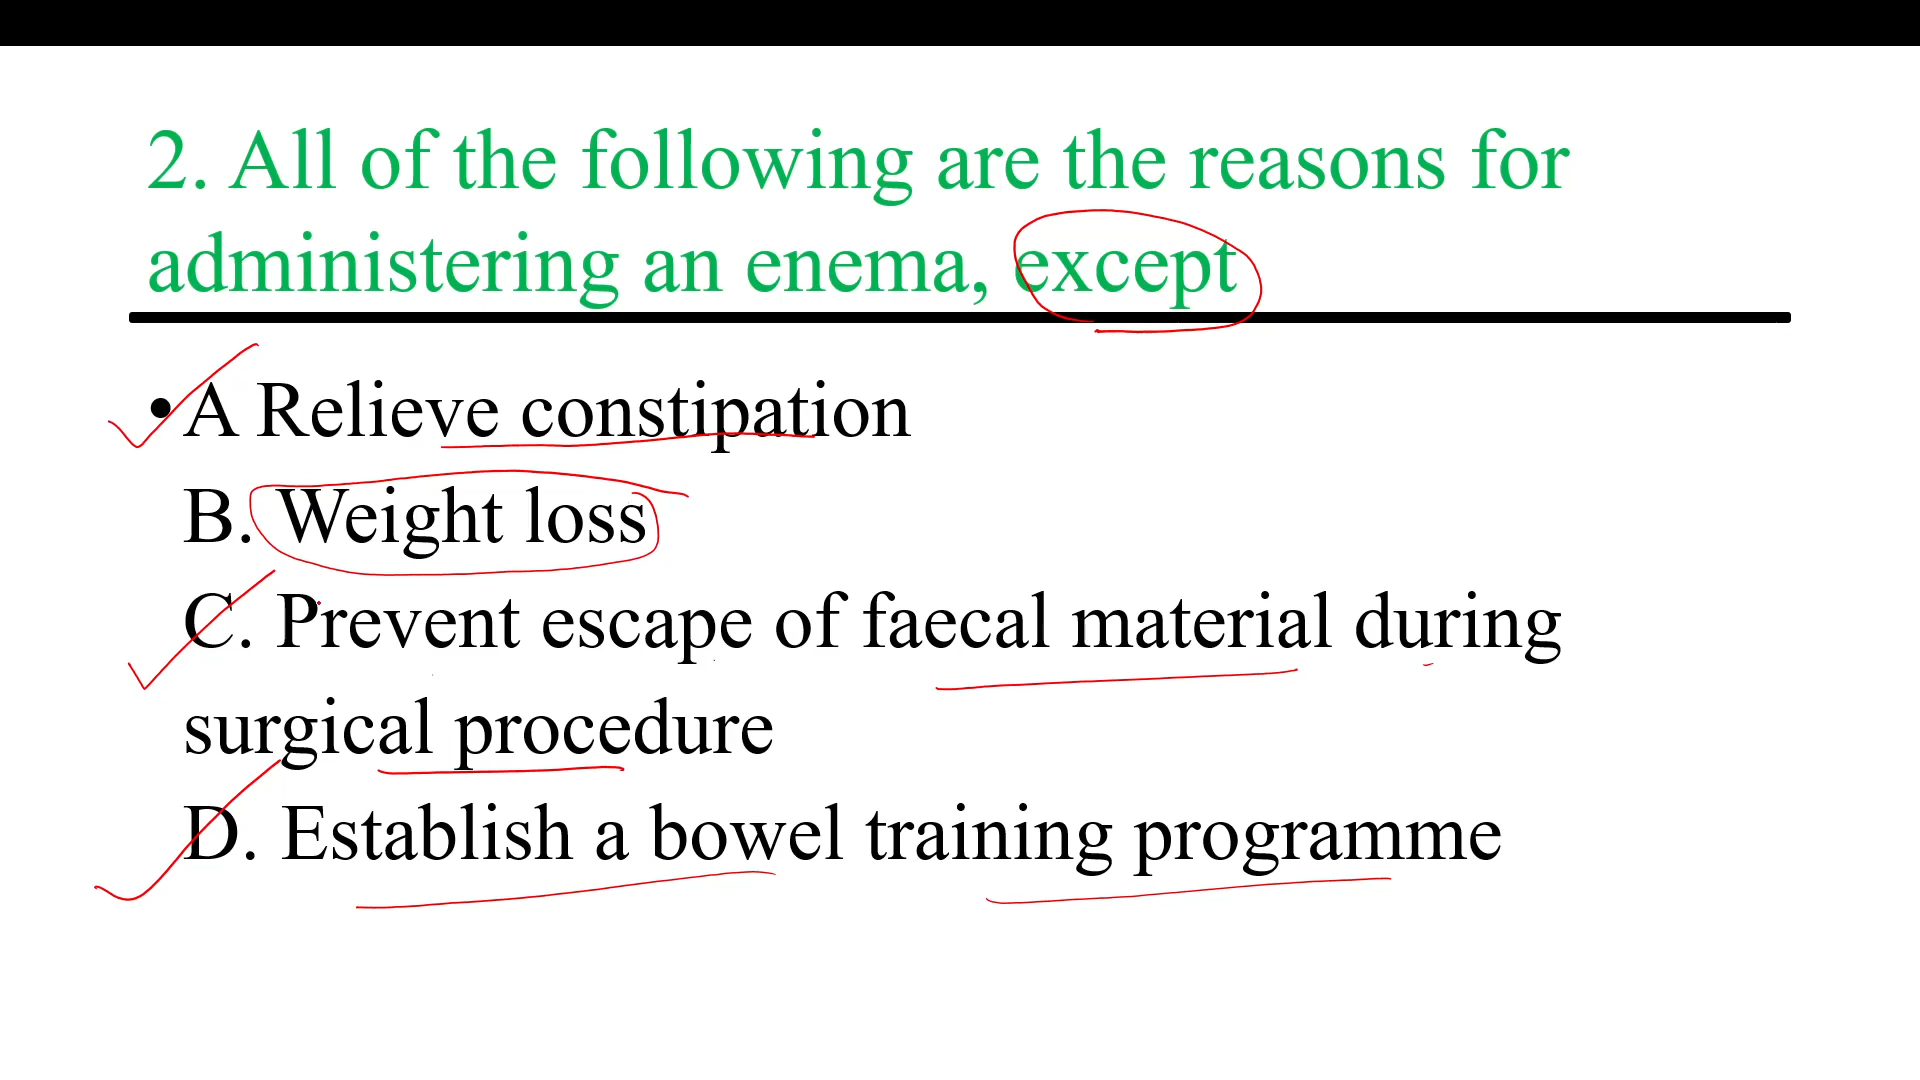 2. All of the following are the reasons for
administering an enema, except
• A Relieve constipation
B. Weight loss
C. Prevent escape of faecal material during
surgical procedure
D. Establish a bowel training programme